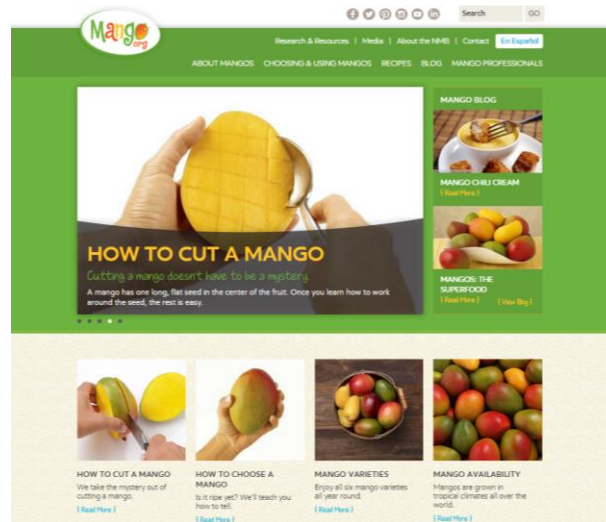 Search GO
Mango.org
Research & Resources | Media | About the NMB | Contact En Español
ABOUT MANGOS CHOOSING & USING MANGOS RECIPES BLOG MANGO PROFESSIONALS
HOW TO CUT A MANGO
Cutting a mango doesn't have to be a mystery.
A mango has one long, flat seed in the center of the fruit. Once you learn how to work
around the seed, the rest is easy.
MANGO BLOG
MANGO CHILI CREAM
{ Read More }
MANGOS: THE
SUPERFOOD
{ Read More } { View Blog }
HOW TO CUT A MANGO
We take the mystery out of
cutting a mango.
{ Read More }
HOW TO CHOOSE A
MANGO
Is it ripe yet? We'll teach you
how to tell.
{ Read More }
MANGO VARIETIES
Enjoy all six mango varieties
all year round.
{ Read More }
MANGO AVAILABILITY
Mangos are grown in
tropical climates all over the
world.
{ Read More }